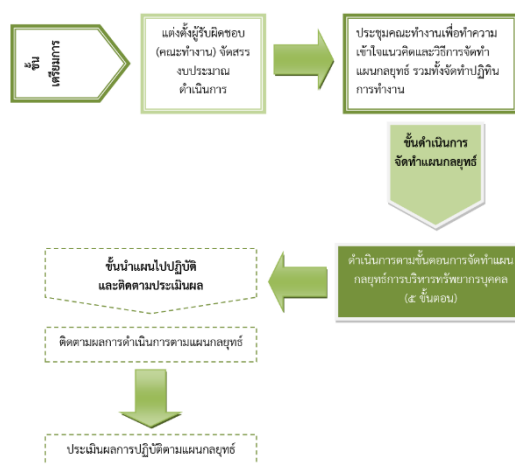 ขั้น
เตรียมการ
แต่งตั้งผู้รับผิดชอบ
(คณะทำงาน) จัดสรร
งบประมาณ
ดำเนินการ
ประชุมคณะทำงานเพื่อทำความ
เข้าใจแนวคิดและวิธีการจัดทำ
แผนกลยุทธ์ รวมทั้งจัดทำปฏิทิน
การทำงาน
ขั้นดำเนินการ
จัดทำแผนกลยุทธ์
ดำเนินการตามขั้นตอนการจัดทำแผน
กลยุทธ์การบริหารทรัพยากรบุคคล
(๕ ขั้นตอน)
ขั้นนำแผนไปปฏิบัติ
และติดตามประเมินผล
ติดตามผลการดำเนินการตามแผนกลยุทธ์
ประเมินผลการปฏิบัติตามแผนกลยุทธ์